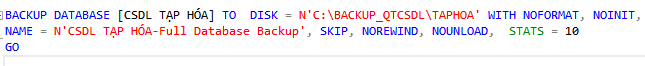 BACKUP DATABASE [CSDL TẠP HÓA] TO  DISK = N'C:\BACKUP_QTCSDL\TAPHOA' WITH NOFORMAT, NOINIT,
NAME = N'CSDL TẠP HÓA-Full Database Backup', SKIP, NOREWIND, NOUNLOAD,  STATS = 10
GO